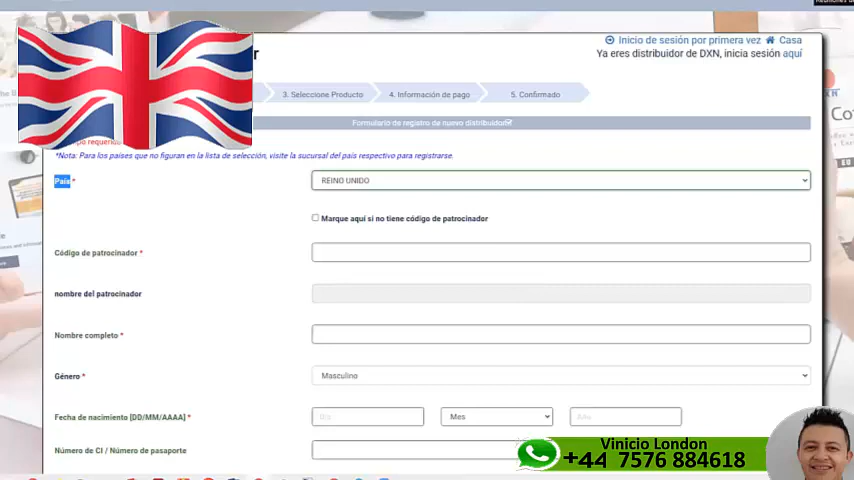 Inicio de sesión por primera vez Casa
Ya eres distribuidor de DXN, inicia sesión aquí
3. Seleccione Producto 4. Información de pago 5. Confirmado
Formulario de registro de nuevo distribuidor
*Nota: Para los países que no figuran en la lista de selección, visite la sucursal del país respectivo para registrarse.
País * REINO UNIDO
Marque aquí si no tiene código de patrocinador
Código de patrocinador *
nombre del patrocinador
Nombre completo *
Género * Masculino
Fecha de nacimiento [DD/MM/AAAA] * Mes
Número de CI / Número de pasaporte
Vinicio London
+44 7576 884618